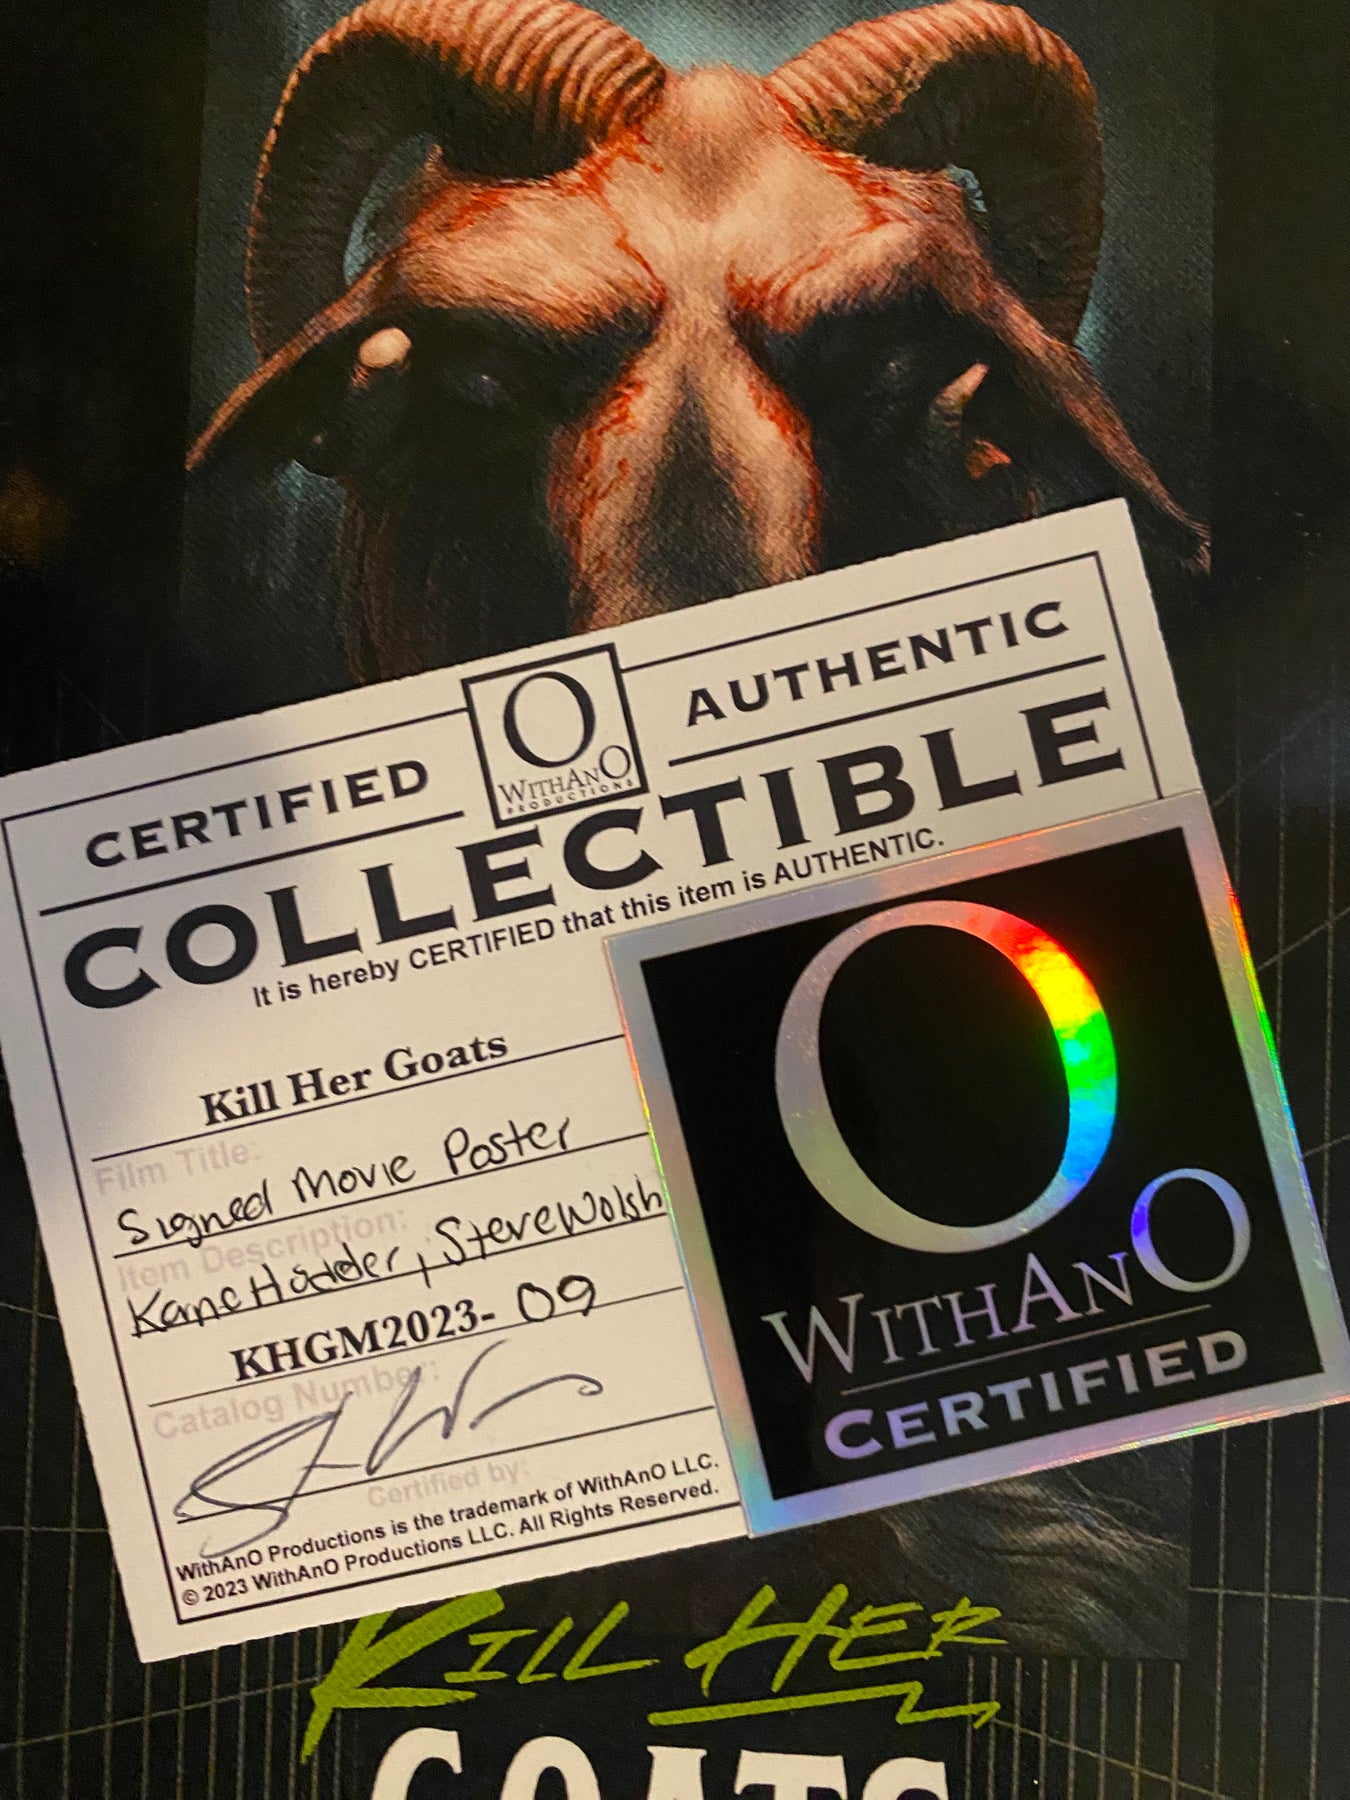 CERTIFIED
O
WITHANO
PRODUCTIONS
AUTHENTIC
COLLECTIBLE
It is hereby CERTIFIED that this item is AUTHENTIC.
Kill Her Goats
Film Title:
Signed Movie Poster
Item Description:
Kane Hodder, Steve Wolsh
KHGM2023- 09
Catalog Number:
Certified by:
WithAnO Productions is the trademark of WithAnO LLC.
© 2023 WithAnO Productions LLC. All Rights Reserved.
O
WITHANO
CERTIFIED
KILL HER
GOATS